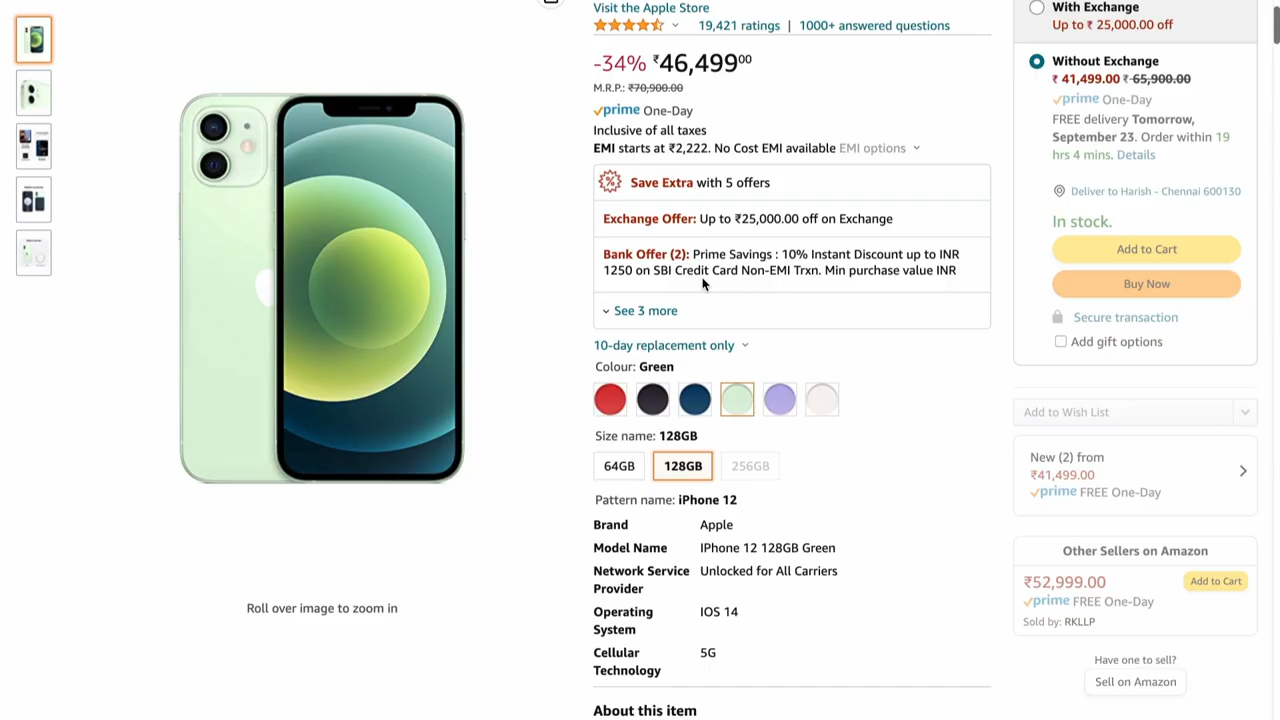 Visit the Apple Store
19,421 ratings | 1000+ answered questions
-34% ₹46,499⁰⁰
M.R.P.: ₹70,900.00
prime One-Day
Inclusive of all taxes
EMI starts at ₹2,222. No Cost EMI available EMI options
Save Extra with 5 offers
Exchange Offer: Up to ₹25,000.00 off on Exchange
Bank Offer (2): Prime Savings : 10% Instant Discount up to INR
1250 on SBI Credit Card Non-EMI Trxn. Min purchase value INR
See 3 more
10-day replacement only
Colour: Green
Size name: 128GB
64GB 128GB 256GB
Pattern name: iPhone 12
Brand Apple
Model Name IPhone 12 128GB Green
Network Service Unlocked for All Carriers
Provider
Operating IOS 14
System
Cellular 5G
Technology
About this item
Roll over image to zoom in
With Exchange
Up to ₹ 25,000.00 off
Without Exchange
₹ 41,499.00 ₹ 65,900.00
prime One-Day
FREE delivery Tomorrow,
September 23. Order within 19
hrs 4 mins. Details
Deliver to Harish - Chennai 600130
In stock.
Add to Cart
Buy Now
Secure transaction
Add gift options
Add to Wish List
New (2) from
₹41,499.00
prime FREE One-Day
Other Sellers on Amazon
₹52,999.00 Add to Cart
prime FREE One-Day
Sold by: RKLLP
Have one to sell?
Sell on Amazon